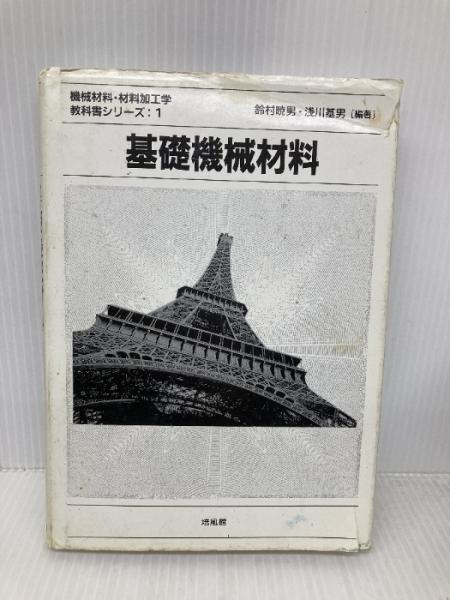 機械材料・材料加工学
教科書シリーズ：1
鈴村暁男・浅川基男 [編著]
基礎機械材料
培風館